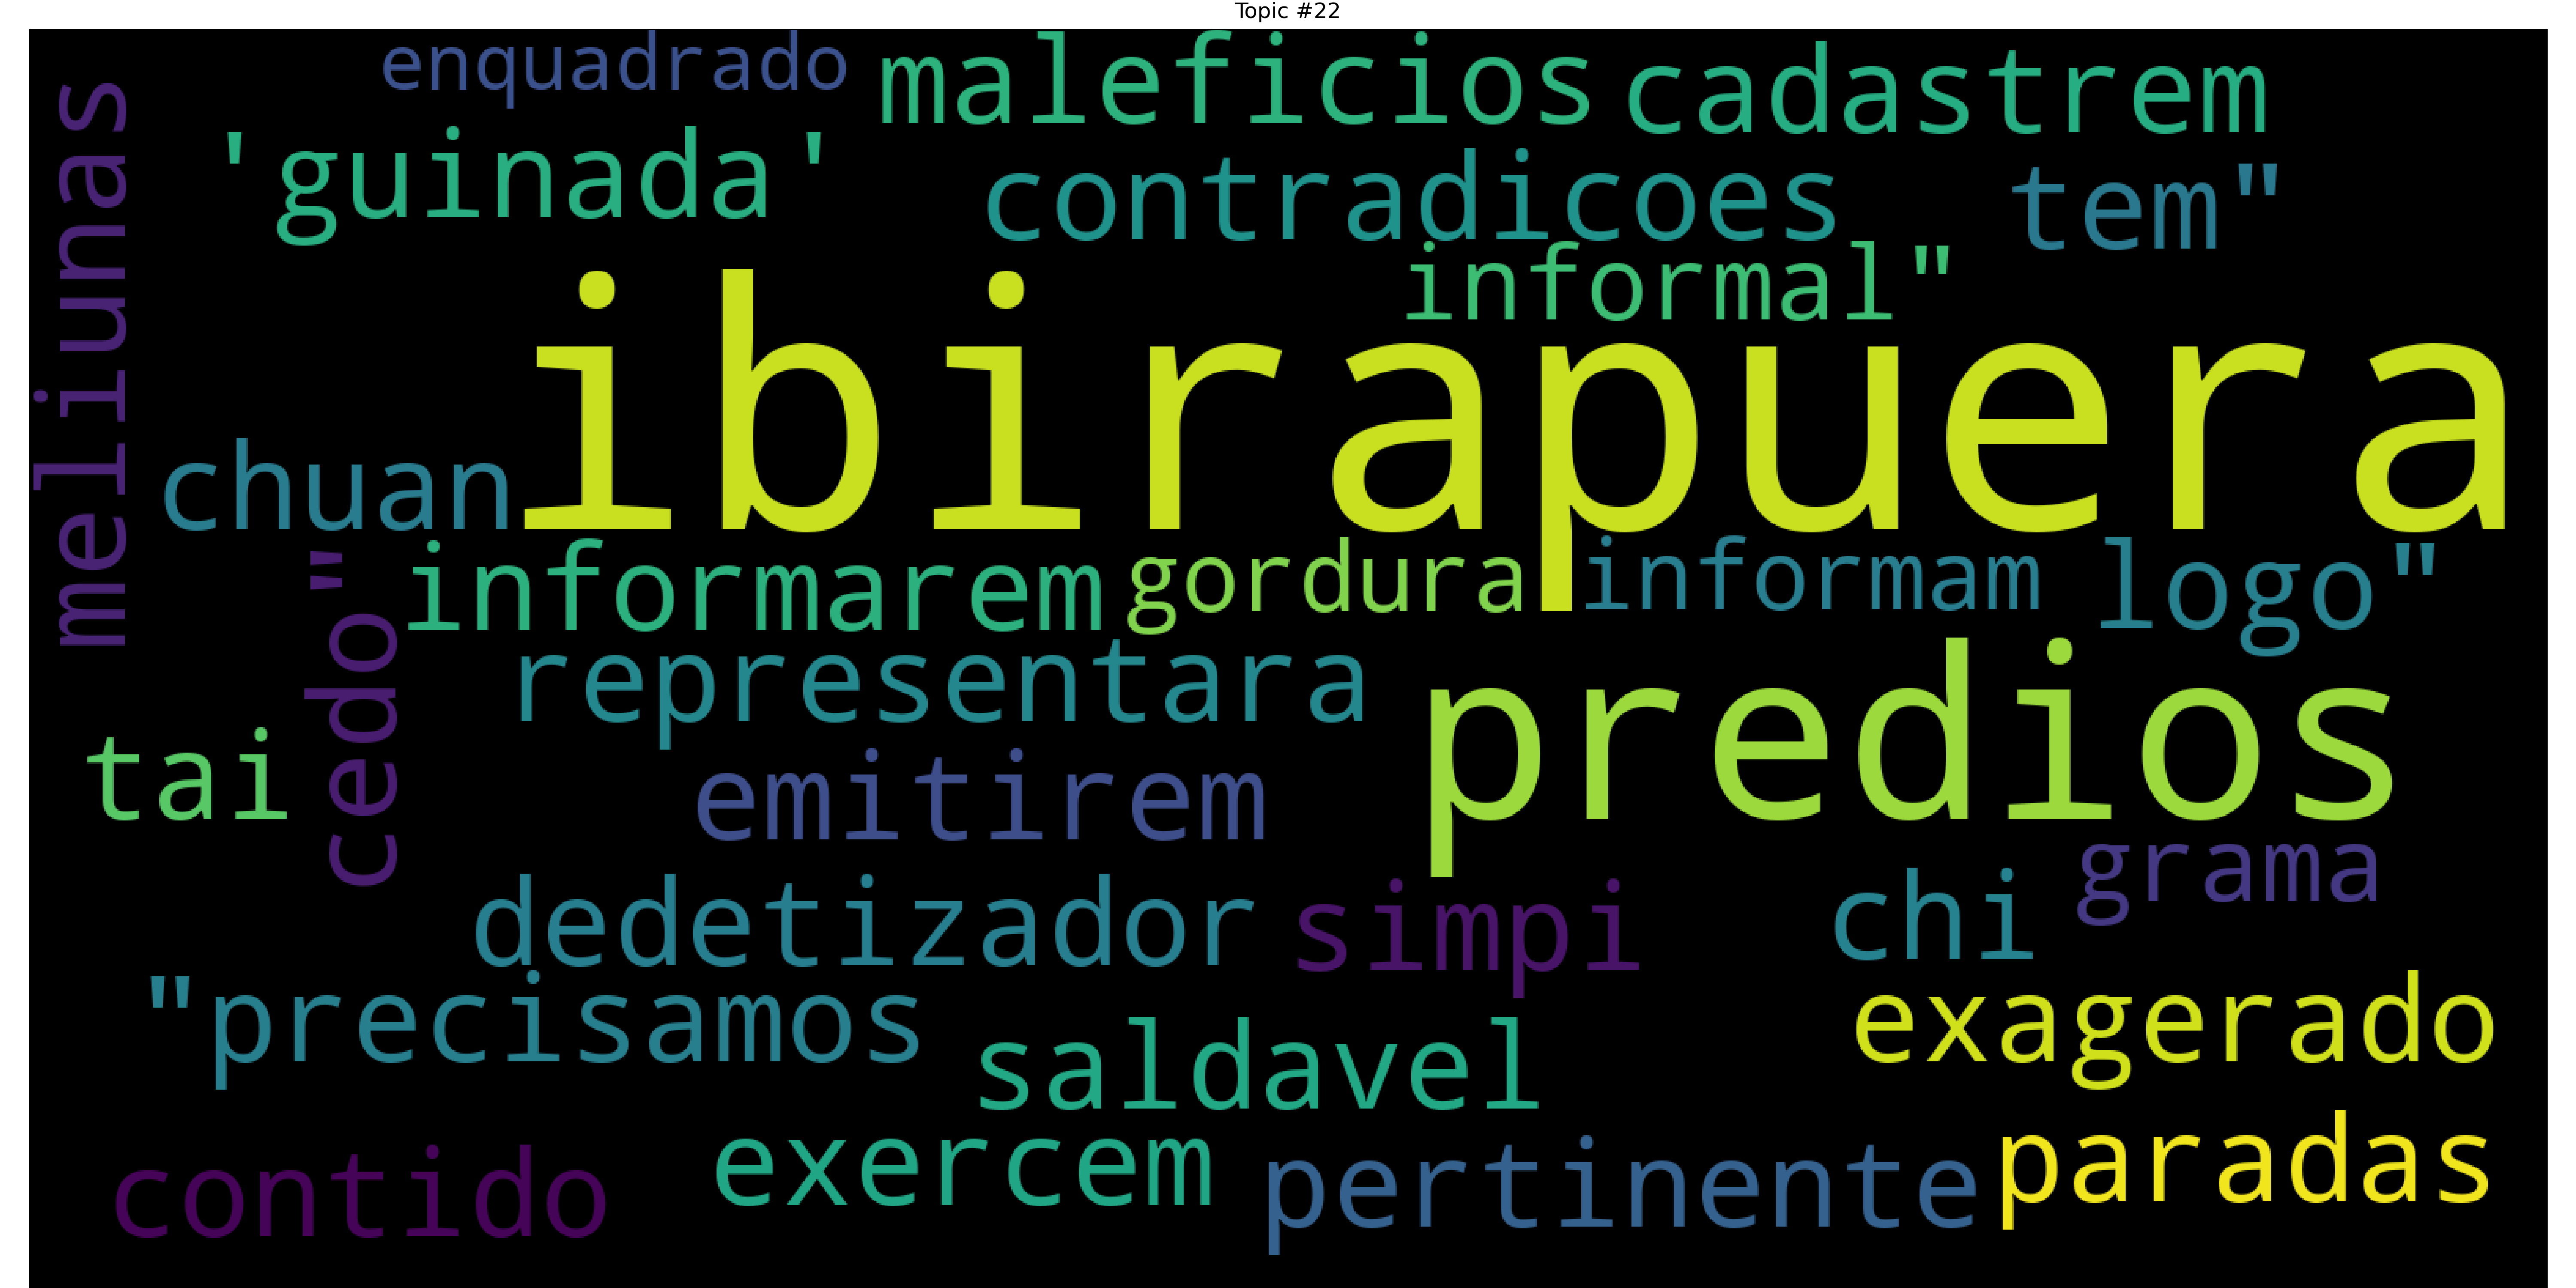 Topic #22
enquadrado
maleficios
cadastrem
'guinada'
contradicoes
tem"
meliunas
informal"
ibirapuera
chuan
cedo"
informarem
gordura
informam
logo"
representara
predios
tai
emitirem
grama
dedetizador
simpi
chi
"precisamos
exagerado
saldavel
exercem
paradas
contido
pertinente